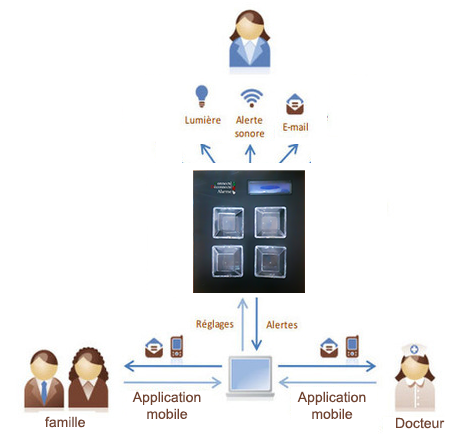 Lumière
Alerte
sonore
E-mail
Réglages
Alertes
Application
mobile
Application
mobile
famille
Docteur